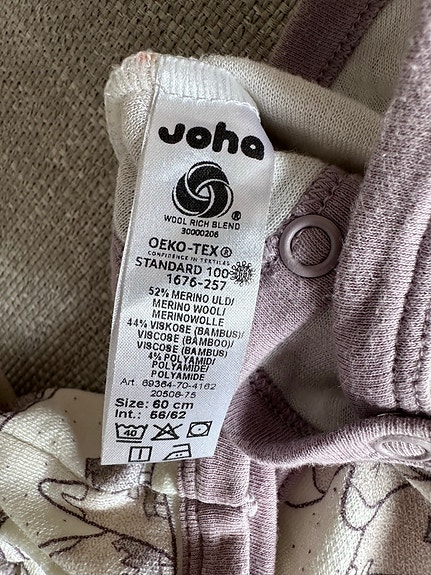 Joha
®
WOOL RICH BLEND
30000206
OEKO-TEX®
CONFIDENCE IN TEXTILES
STANDARD 100
1676-257
52% MERINO ULD/
MERINO WOOL/
MERINOWOLLE
44% VISKOSE (BAMBUS)/
VISCOSE (BAMBOO)/
VISCOSE (BAMBUS)
4% POLYAMID/
POLYAMIDE/
POLYAMIDE
Art. 69364-70-4162
20506-75
Size: 60 cm
Int.: 56/62
40